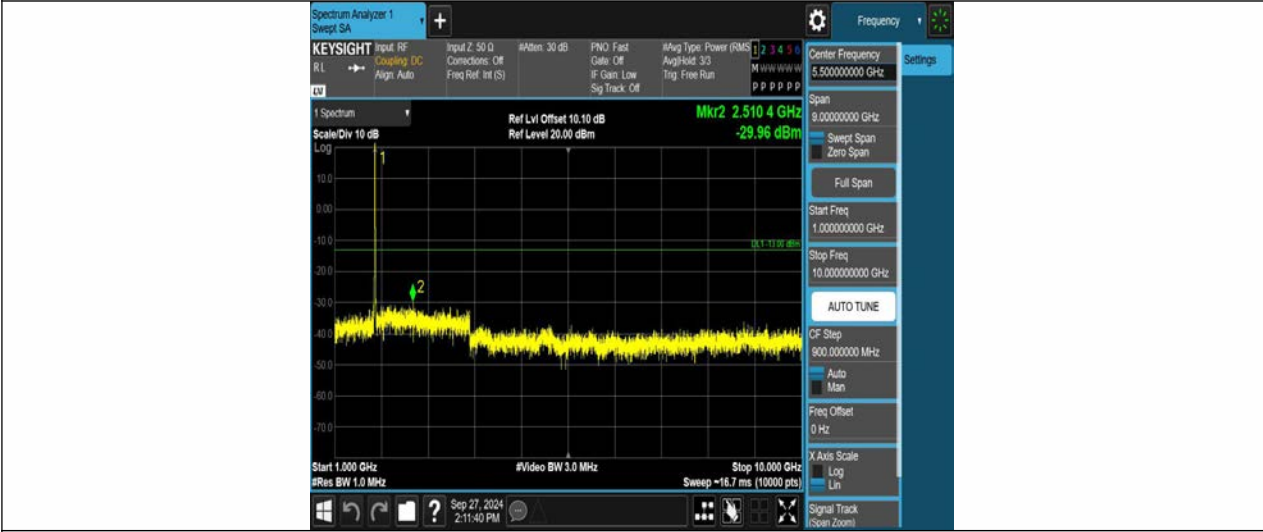 Spectrum Analyzer 1
Swept SA
+
Frequency
KEYSIGHT
RL
LV
Input: RF
Coupling: DC
Align: Auto
Input Z: 50 Ω
Corrections: Off
Freq Ref: Int (S)
#Atten: 30 dB
PNO: Fast
Gate: Off
IF Gain: Low
Sig Track: Off
#Avg Type: Power (RMS
Avg|Hold: 3/3
Trig: Free Run
1 2 3 4 5 6
M W W W W W
P P P P P P
1 Spectrum
Scale/Div 10 dB
Log
Ref Lvl Offset 10.10 dB
Ref Level 20.00 dBm
Mkr2 2.510 4 GHz
-29.96 dBm
1
10.0
0.00
-10.0
DL1 -13.00 dBm
-20.0
2
-30.0
-40.0
-50.0
-60.0
-70.0
Start 1.000 GHz
#Res BW 1.0 MHz
#Video BW 3.0 MHz
Stop 10.000 GHz
Sweep ~16.7 ms (10000 pts)
?
Sep 27, 2024
2:11:40 PM
Center Frequency
5.500000000 GHz
Settings
Span
9.00000000 GHz
Swept Span
Zero Span
Full Span
Start Freq
1.000000000 GHz
Stop Freq
10.000000000 GHz
AUTO TUNE
CF Step
900.000000 MHz
Auto
Man
Freq Offset
0 Hz
X Axis Scale
Log
Lin
Signal Track
(Span Zoom)